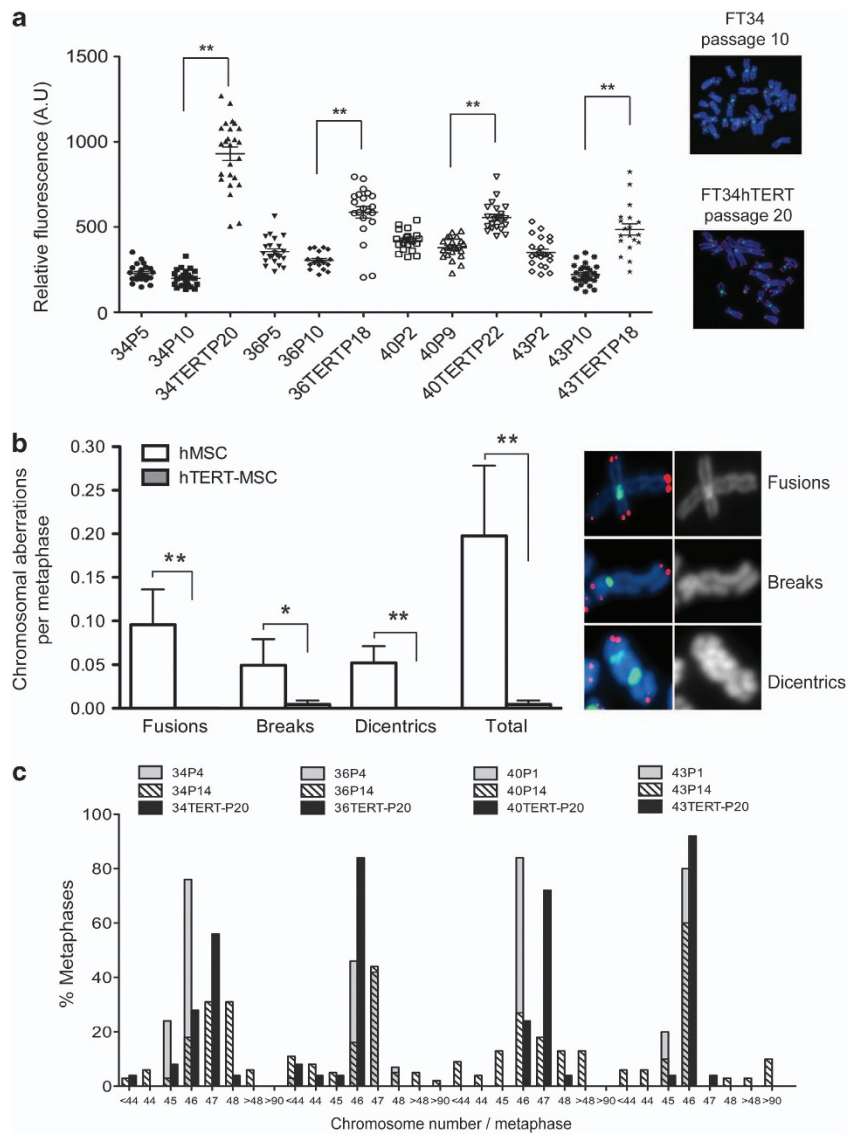 a
FT34
passage 10
FT34hTERT
passage 20
Relative fluorescence (A.U)
1500
1000
500
0
** ** ** **
34P5 34P10 34TERTP20 36P5 36P10 36TERTP18 40P2 40P9 40TERTP22 43P2 43P10 43TERTP18
b
Chromosomal aberrations
per metaphase
0.30
0.25
0.20
0.15
0.10
0.05
0.00
hMSC
hTERT-MSC
** * ** **
Fusions Breaks Dicentrics Total
Fusions
Breaks
Dicentrics
c
34P4 36P4 40P1 43P1
34P14 36P14 40P14 43P14
34TERT-P20 36TERT-P20 40TERT-P20 43TERT-P20
% Metaphases
100
80
60
40
20
0
<44 44 45 46 47 48 >48 >90 <44 44 45 46 47 48 >48 >90 <44 44 45 46 47 48 >48 >90 <44 44 45 46 47 48 >48 >90
Chromosome number / metaphase